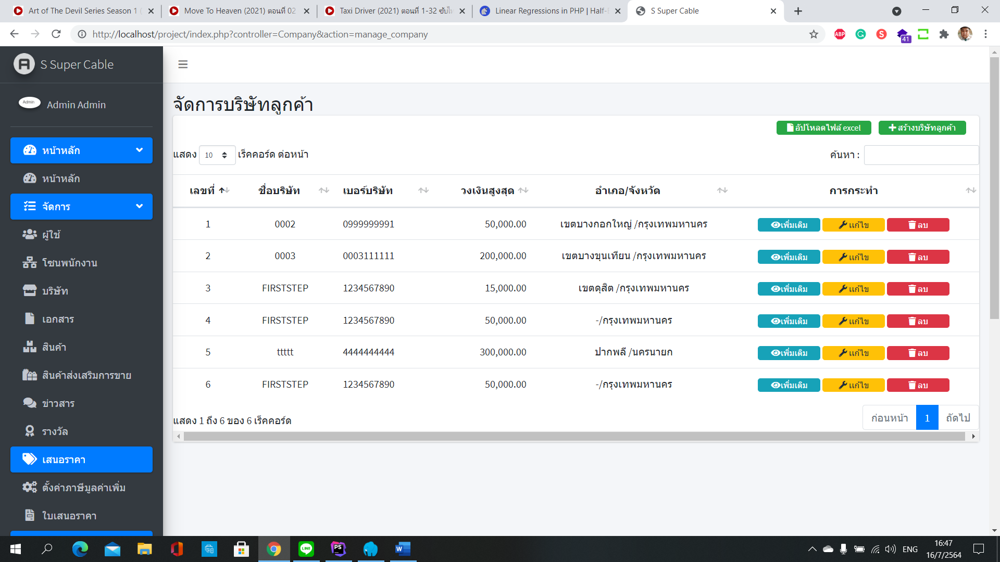 Art of The Devil Series Season 1
Move To Heaven (2021) ตอนที่ 02
Taxi Driver (2021) ตอนที่ 1-32 ซับไท
Linear Regressions in PHP | Half-
S Super Cable
http://localhost/project/index.php?controller=Company&action=manage_company
ABP
41
S Super Cable
Admin
Admin Admin
หน้าหลัก
หน้าหลัก
จัดการ
ผู้ใช้
โซนพนักงาน
บริษัท
เอกสาร
สินค้า
สินค้าส่งเสริมการขาย
ข่าวสาร
รางวัล
เสนอราคา
ตั้งค่าภาษีมูลค่าเพิ่ม
ใบเสนอราคา
จัดการบริษัทลูกค้า
อัปโหลดไฟล์ excel สร้างบริษัทลูกค้า
แสดง 10 เร็คคอร์ด ต่อหน้า ค้นหา :
เลขที่ ชื่อบริษัท เบอร์บริษัท วงเงินสูงสุด อำเภอ/จังหวัด การกระทำ
1 0002 0999999991 50,000.00 เขตบางกอกใหญ่ /กรุงเทพมหานคร เพิ่มเติม แก้ไข ลบ
2 0003 0003111111 200,000.00 เขตบางขุนเทียน /กรุงเทพมหานคร เพิ่มเติม แก้ไข ลบ
3 FIRSTSTEP 1234567890 15,000.00 เขตดุสิต /กรุงเทพมหานคร เพิ่มเติม แก้ไข ลบ
4 FIRSTSTEP 1234567890 50,000.00 -/กรุงเทพมหานคร เพิ่มเติม แก้ไข ลบ
5 ttttt 4444444444 300,000.00 ปากพลี /นครนายก เพิ่มเติม แก้ไข ลบ
6 FIRSTSTEP 1234567890 50,000.00 -/กรุงเทพมหานคร เพิ่มเติม แก้ไข ลบ
แสดง 1 ถึง 6 ของ 6 เร็คคอร์ด
ก่อนหน้า 1 ถัดไป
ENG
16:47
16/7/2564